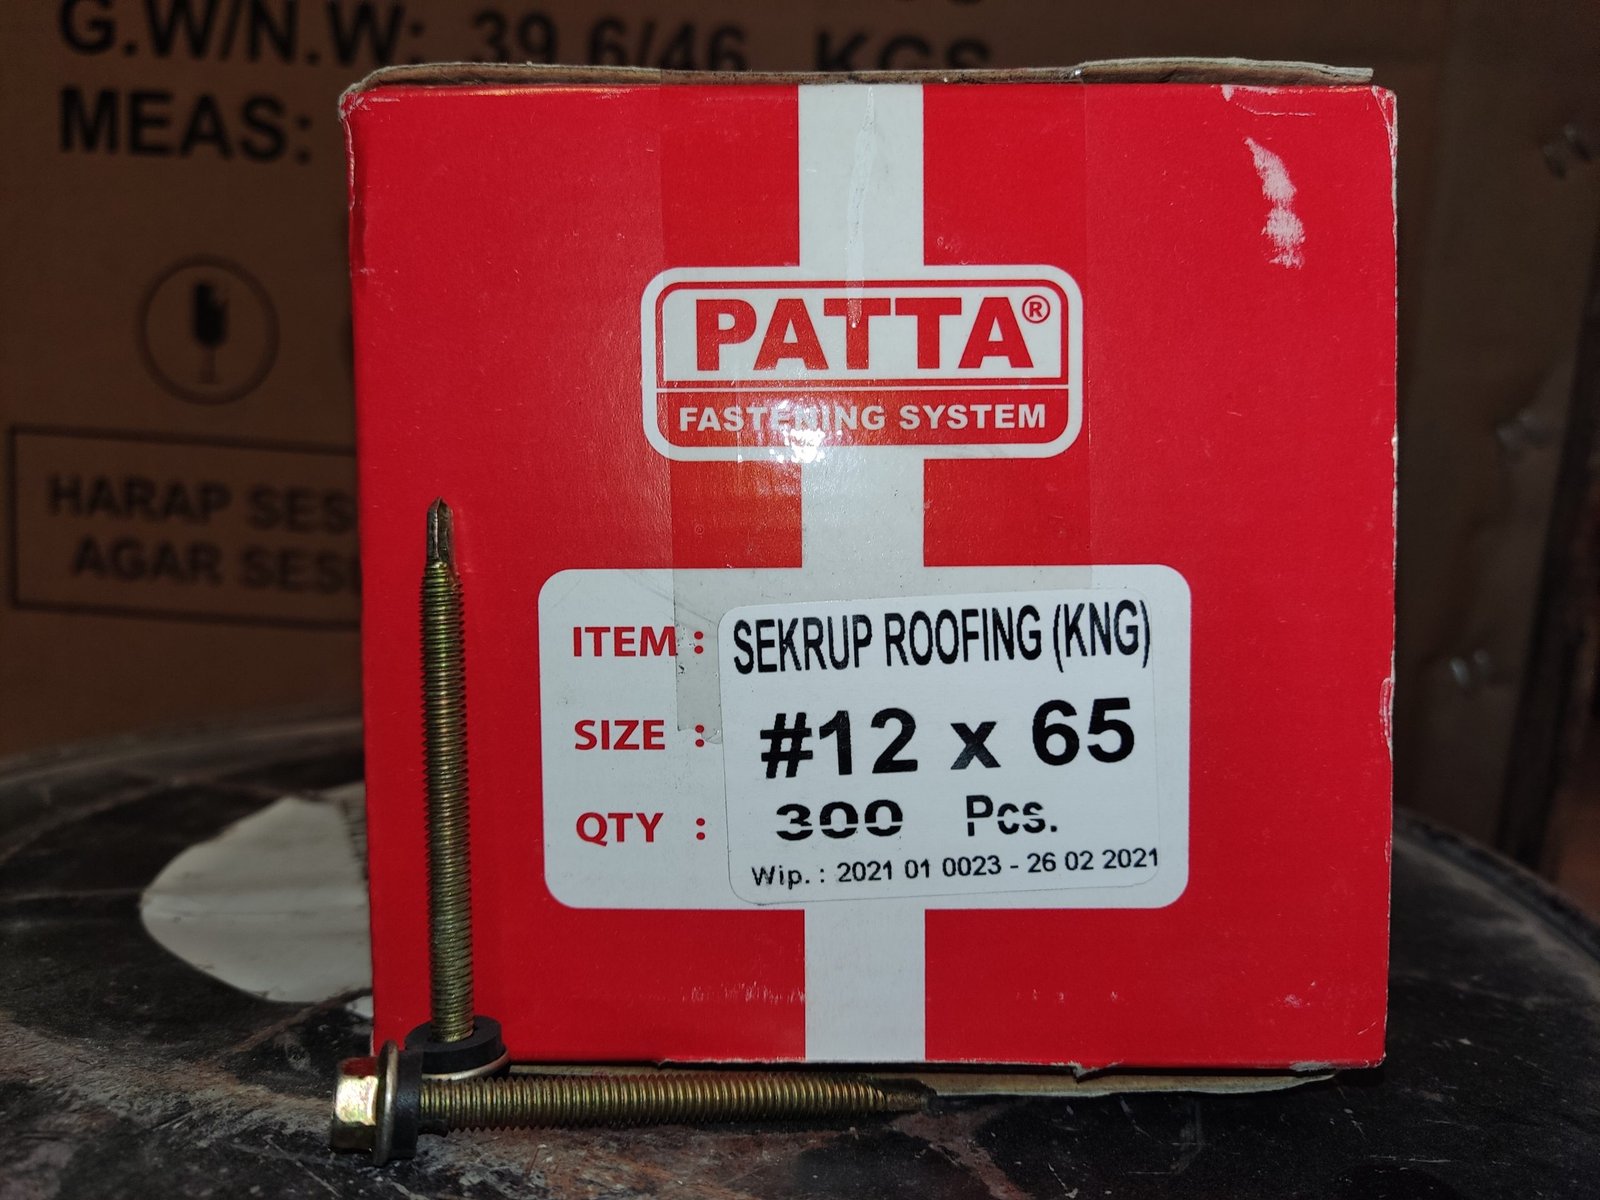 G.W/N.W: 39.6/46 KGS
MEAS:
HARAP SES
AGAR SES
PATTA®
FASTENING SYSTEM
ITEM : SEKRUP ROOFING (KNG)
SIZE : #12 x 65
QTY : 300 Pcs.
Wip. : 2021 01 0023 - 26 02 2021